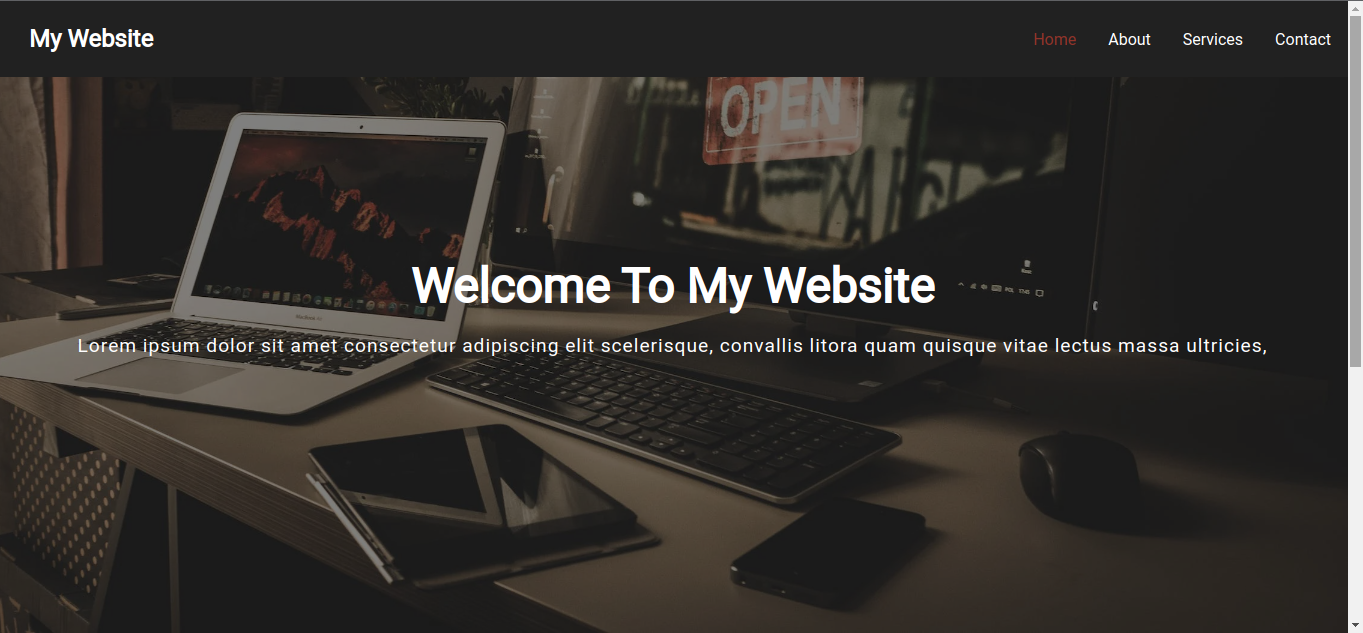 My Website
Home About Services Contact
OPEN
Welcome To My Website
Lorem ipsum dolor sit amet consectetur adipiscing elit scelerisque, convallis litora quam quisque vitae lectus massa ultricies,